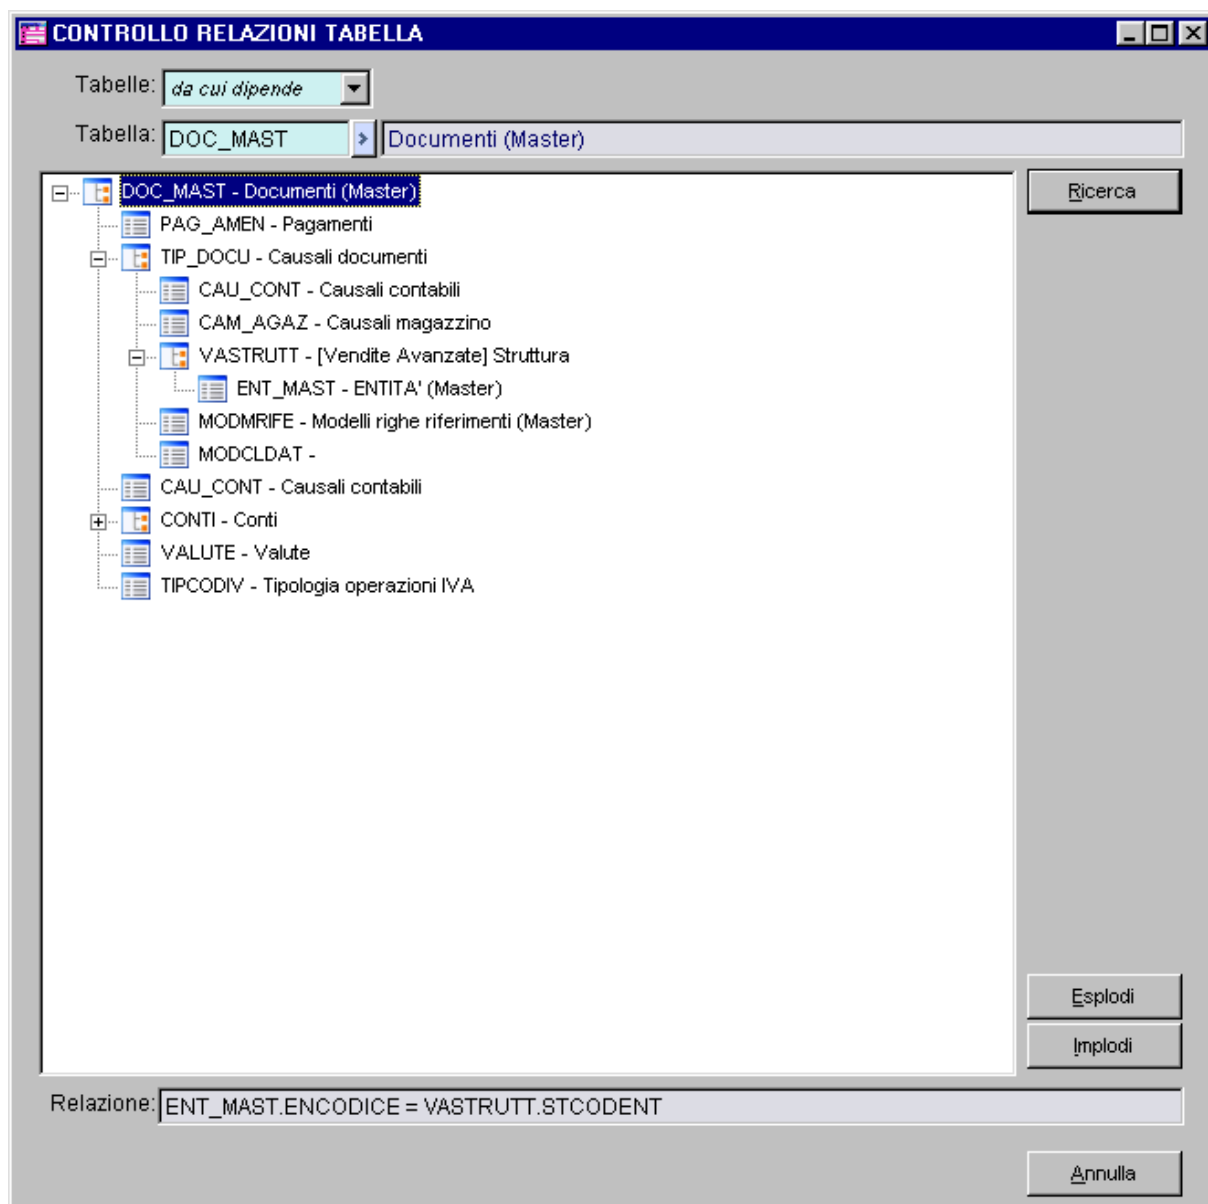 CONTROLLO RELAZIONI TABELLA
Tabelle: da cui dipende
Tabella: DOC_MAST Documenti (Master)
DOC_MAST - Documenti (Master)
Ricerca
PAG_AMEN - Pagamenti
TIP_DOCU - Causali documenti
CAU_CONT - Causali contabili
CAM_AGAZ - Causali magazzino
VASTRUTT - [Vendite Avanzate] Struttura
ENT_MAST - ENTITA' (Master)
MODMRIFE - Modelli righe riferimenti (Master)
MODCLDAT -
CAU_CONT - Causali contabili
CONTI - Conti
VALUTE - Valute
TIPCODIV - Tipologia operazioni IVA
Esplodi
Implodi
Relazione: ENT_MAST.ENCODICE = VASTRUTT.STCODENT
Annulla